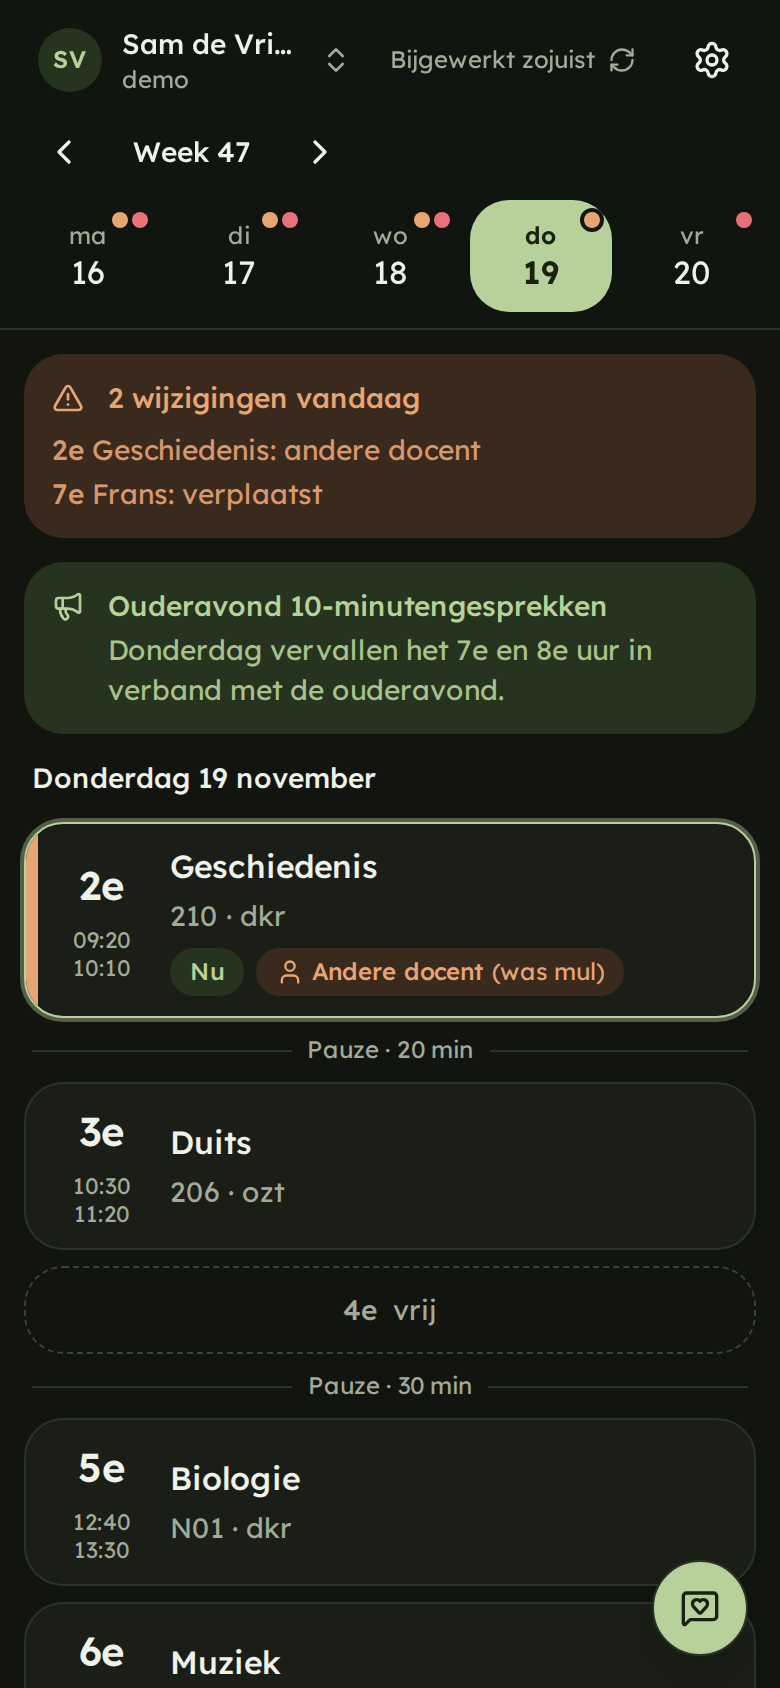 SV
Sam de Vri...
demo
Bijgewerkt zojuist
Week 47
ma
16
di
17
wo
18
do
19
vr
20
2 wijzigingen vandaag
2e Geschiedenis: andere docent
7e Frans: verplaatst
Ouderavond 10-minutengesprekken
Donderdag vervallen het 7e en 8e uur in
verband met de ouderavond.
Donderdag 19 november
2e
09:20
10:10
Geschiedenis
210 · dkr
Nu
Andere docent (was mul)
Pauze · 20 min
3e
10:30
11:20
Duits
206 · ozt
4e vrij
Pauze · 30 min
5e
12:40
13:30
Biologie
N01 · dkr
6e
Muziek